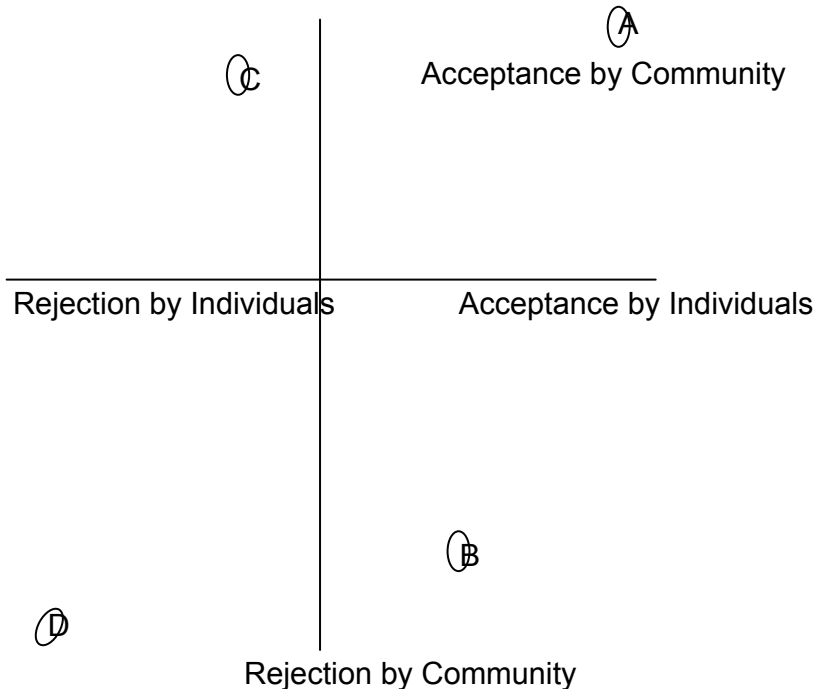 A
C
Acceptance by Community
Rejection by Individuals
Acceptance by Individuals
B
D
Rejection by Community